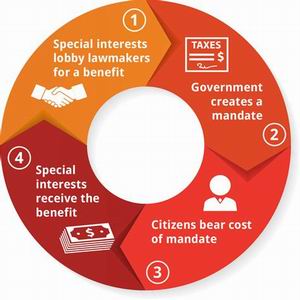 1
Special interests
lobby lawmakers
for a benefit
TAXES
$
Government
creates a
mandate
2
Citizens bear cost
of mandate
3
4
Special
interests
receive the
benefit
$